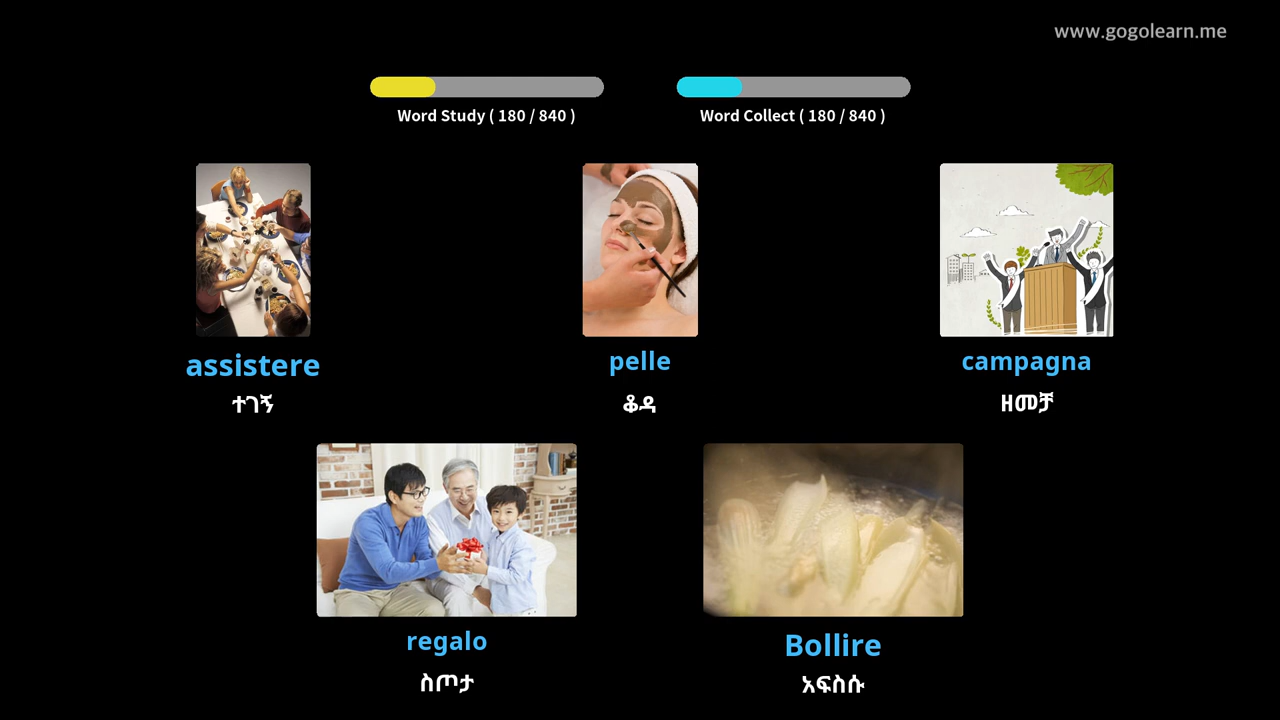 www.gogolearn.me
Word Study ( 180 / 840 )
Word Collect ( 180 / 840 )
assistere
ተገኝ
pelle
ቆዳ
campagna
ዘመቻ
regalo
ስጦታ
Bollire
አፍስሱ